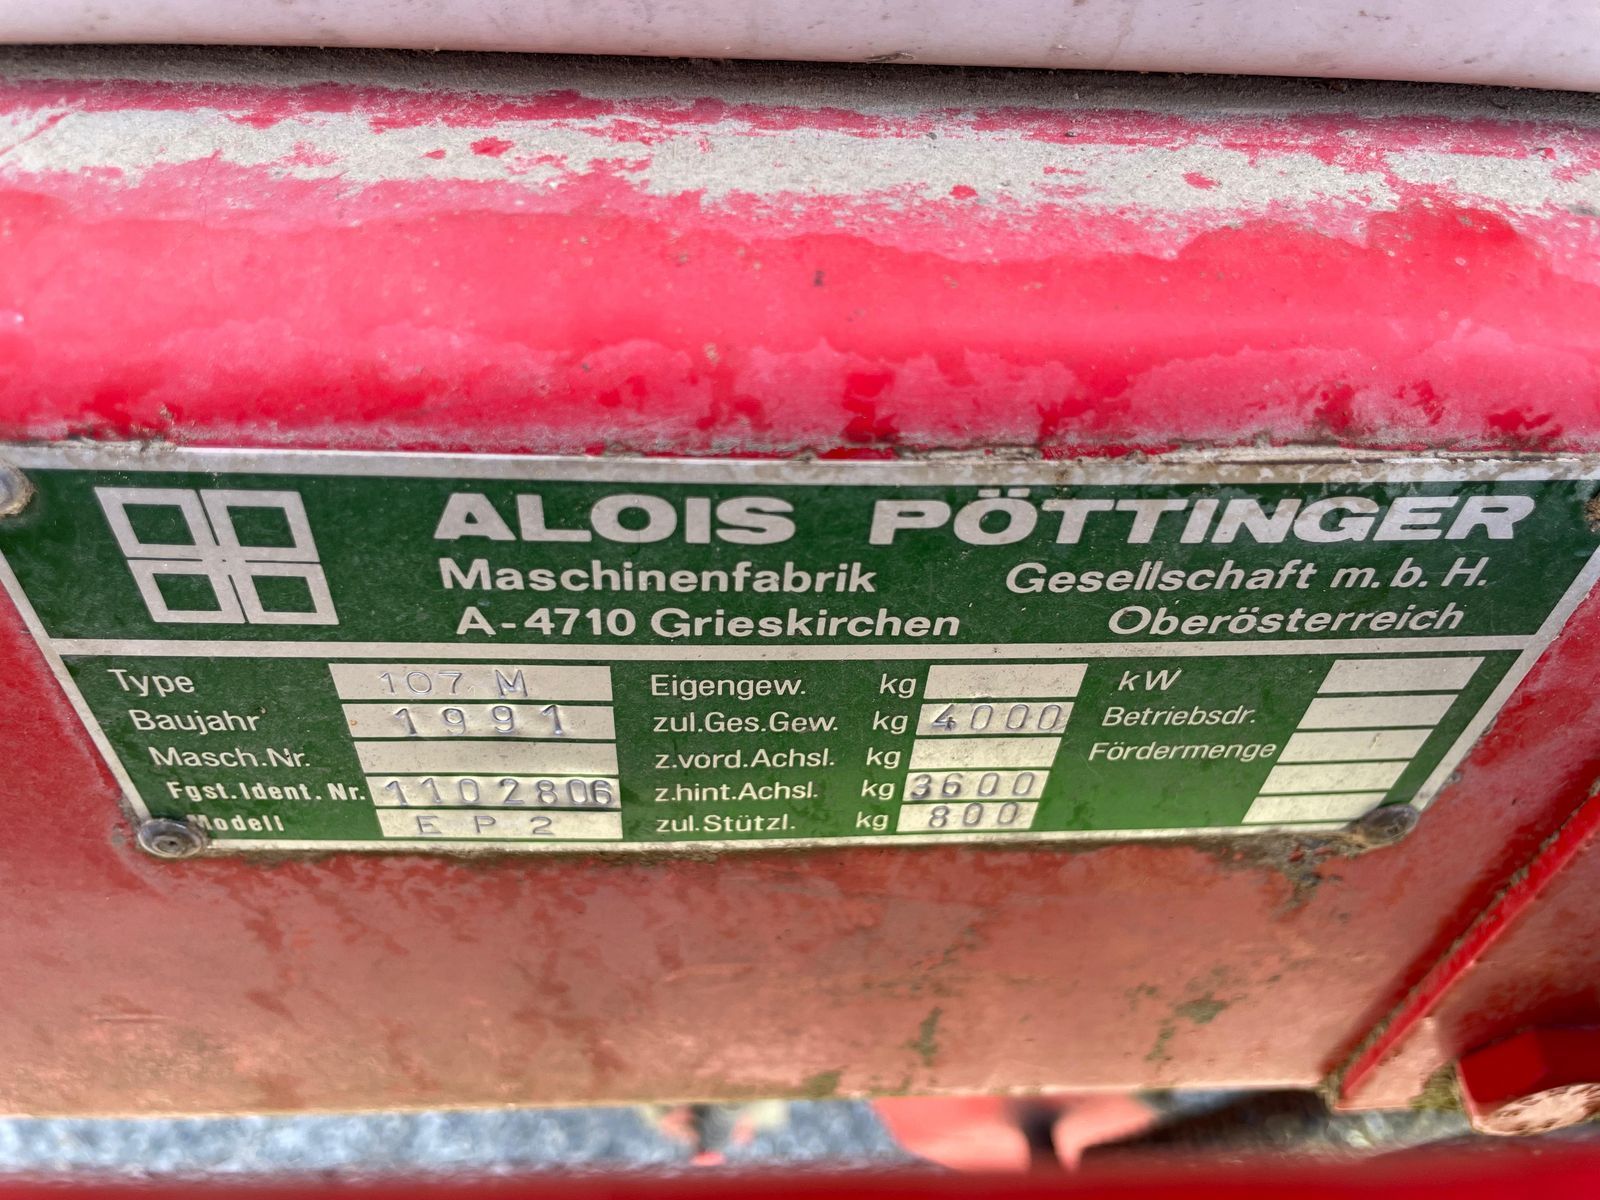 ALOIS PÖTTINGER
Maschinenfabrik Gesellschaft m.b.H.
A-4710 Grieskirchen Oberösterreich
Type 107 M Eigengew. kg kW
Baujahr 1991 zul.Ges.Gew. kg 4000 Betriebsdr.
Masch.Nr. z.vord.Achsl. kg Fördermenge
Fgst.Ident.Nr. 1102806 z.hint.Achsl. kg 3600
Modell EP2 zul.Stützl. kg 800